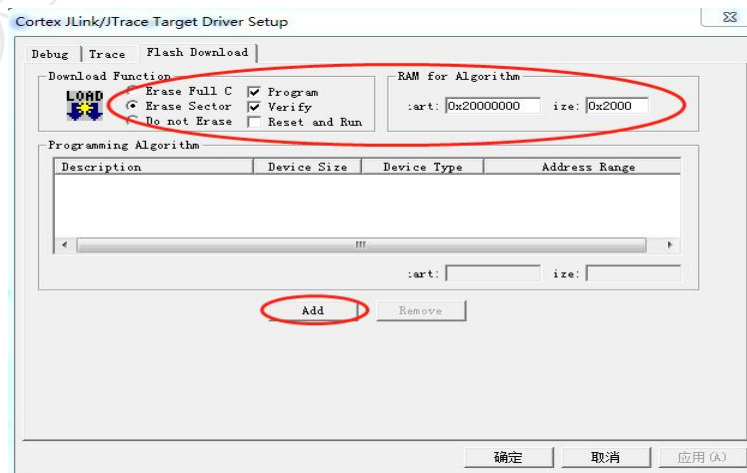 Cortex JLink/JTrace Target Driver Setup
Debug | Trace Flash Download
Download Function
LOAD
Erase Full C
Erase Sector
Do not Erase
Program
Verify
Reset and Run
RAM for Algorithm
:art: 0x20000000 ize: 0x2000
Programming Algorithm
Description Device Size Device Type Address Range
:art: ize:
Add Remove
确定 取消 应用(A)